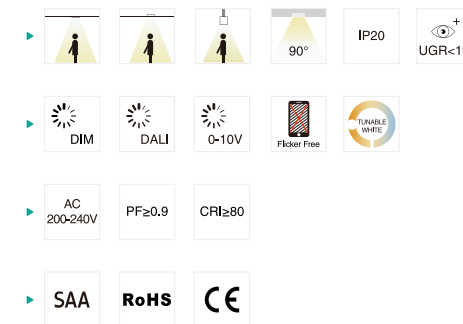 90°
IP20
UGR<1
DIM
DALI
0-10V
Flicker Free
TUNABLE
WHITE
AC
200-240V
PF≥0.9
CRI≥80
SAA
RoHS
CE